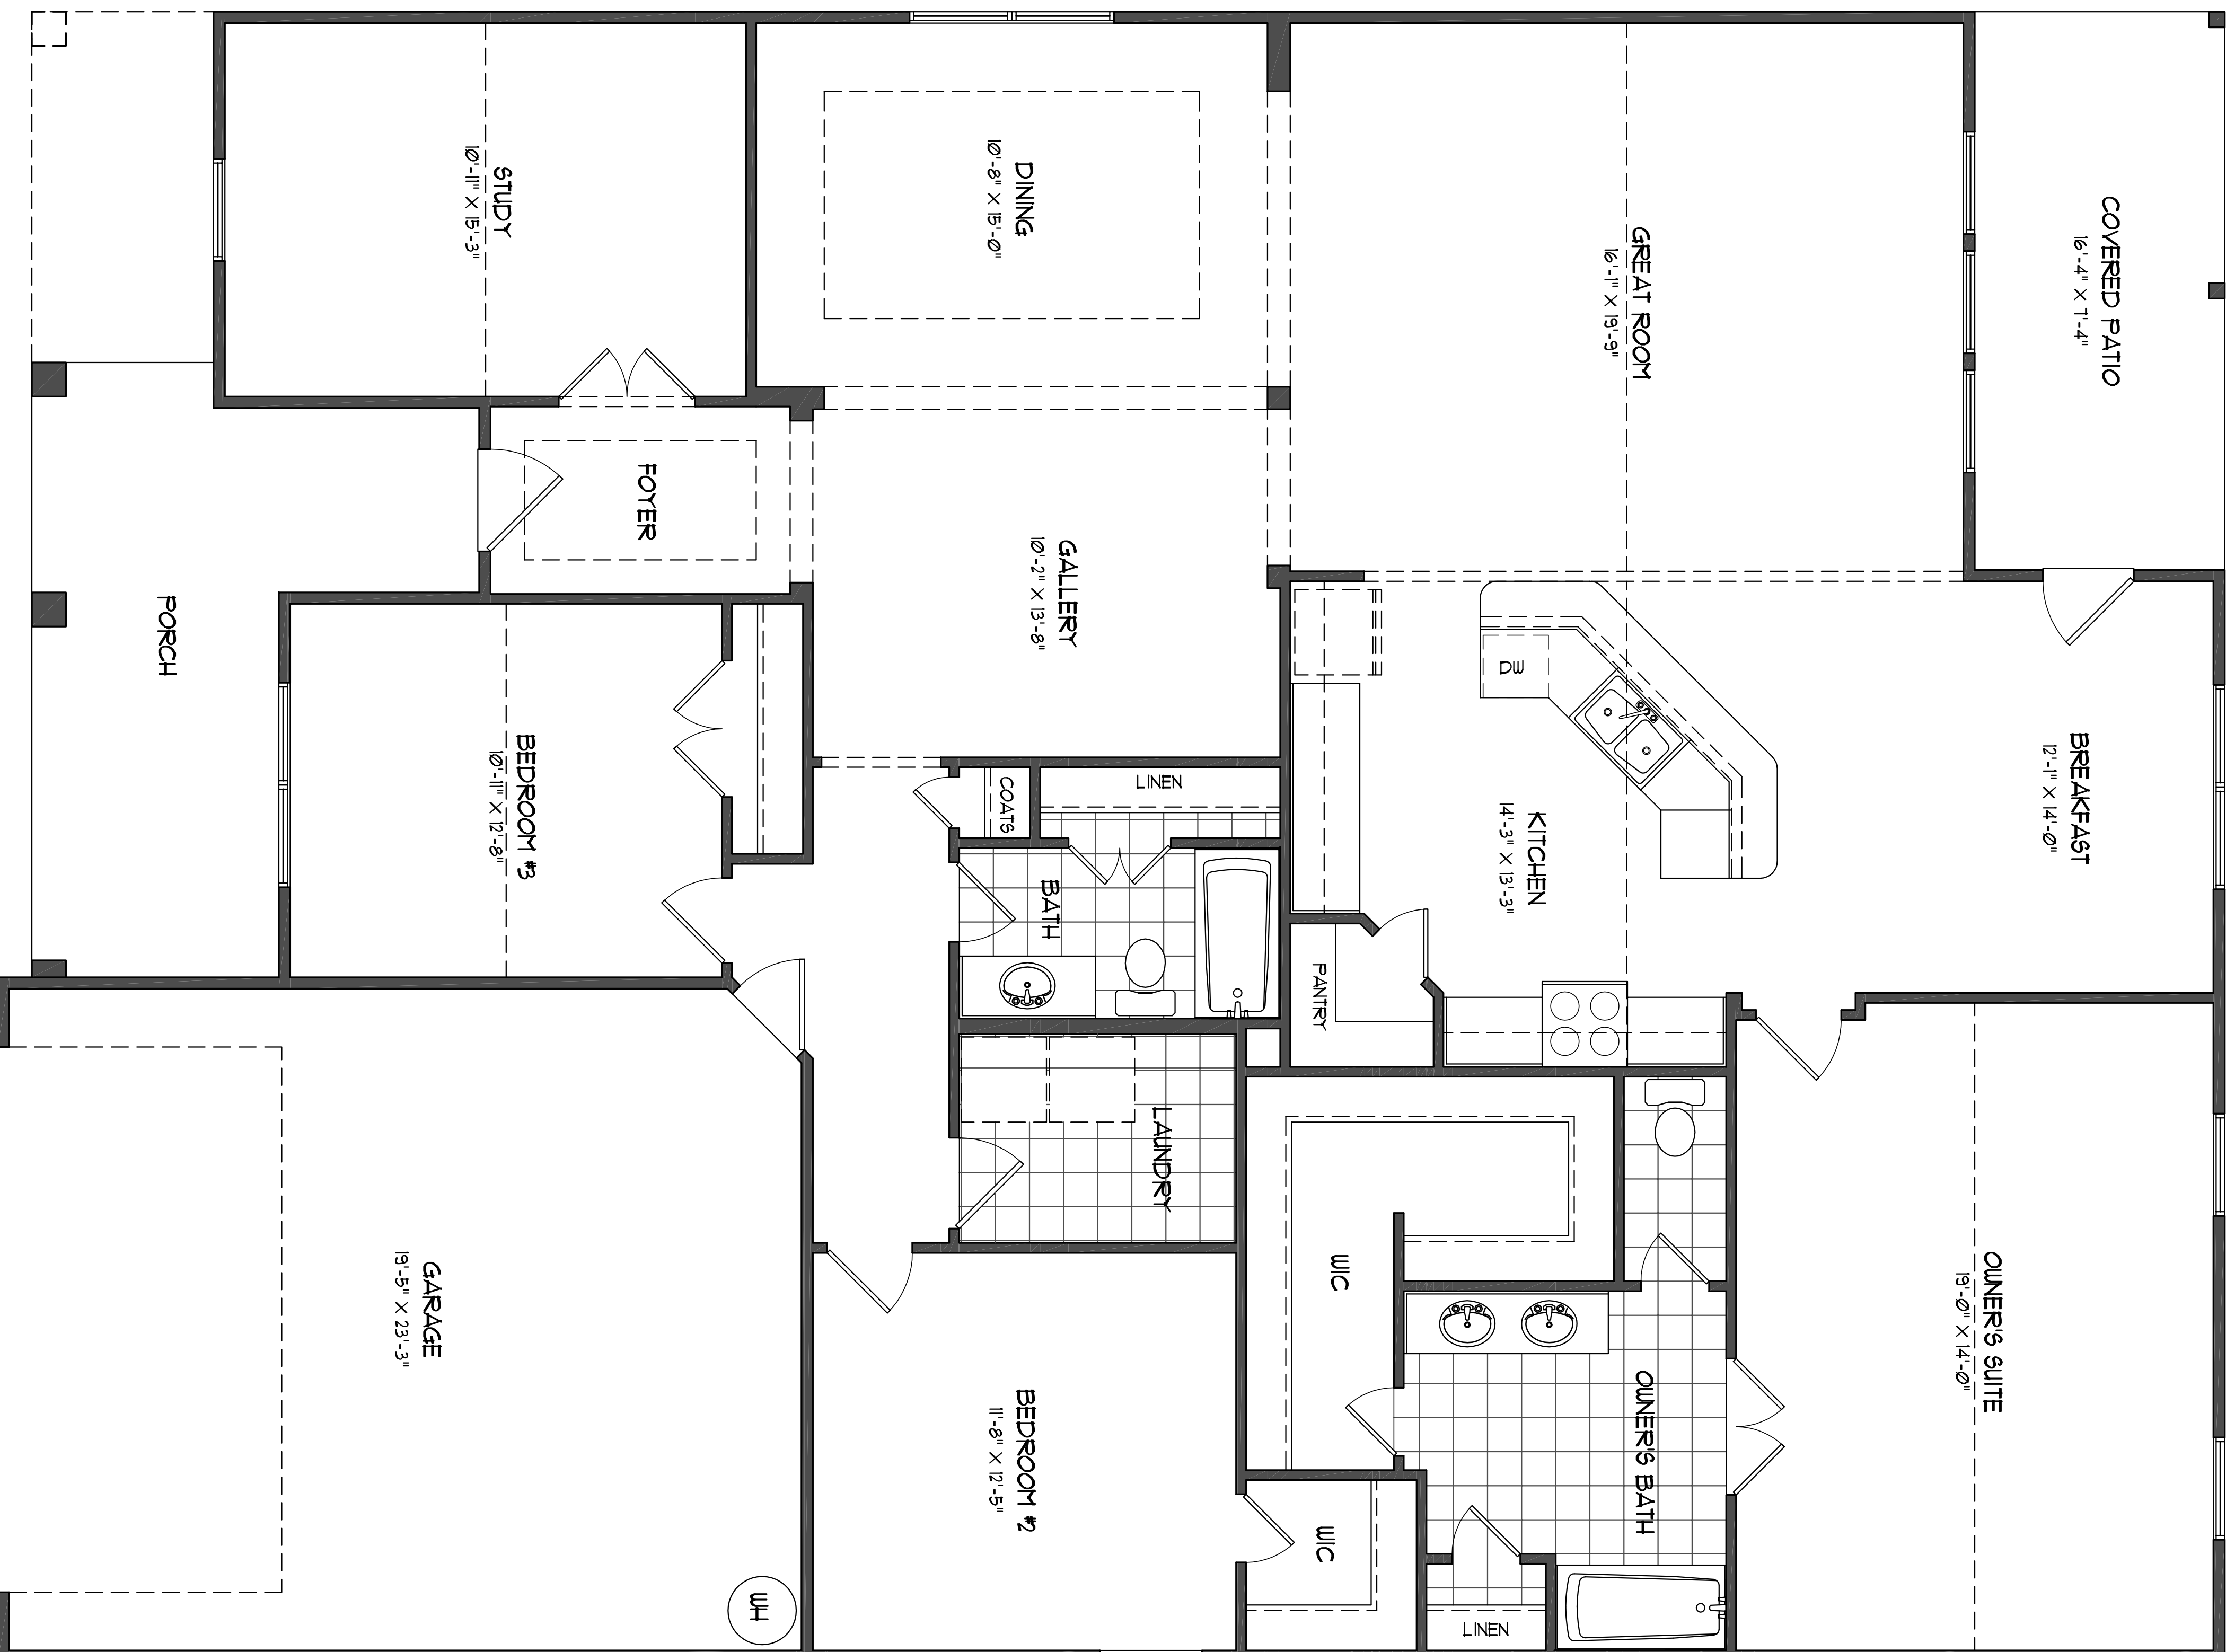 COVERED PATIO
16'-4" X 7'-4"
BREAKFAST
12'-1" X 14'-0"
OWNER'S SUITE
19'-0" X 14'-0"
GREAT ROOM
16'-1" X 19'-9"
KITCHEN
14'-3" X 13'-3"
DW
PANTRY
OWNER'S BATH
LINEN
WIC
WIC
DINING
10'-8" X 15'-0"
GALLERY
10'-2" X 13'-8"
LINEN
COATS
BATH
LAUNDRY
BEDROOM #2
11'-8" X 12'-5"
STUDY
10'-11" X 15'-3"
FOYER
BEDROOM #3
10'-11" X 12'-8"
PORCH
GARAGE
19'-5" X 23'-3"
WH